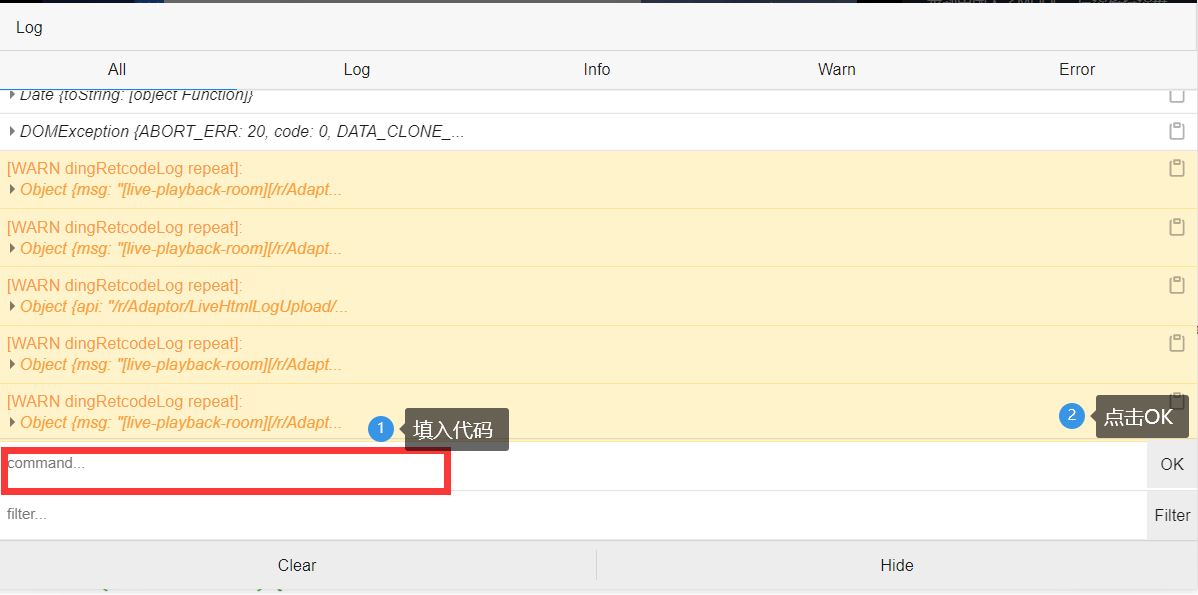 Log
All Log Info Warn Error
Date {toString: [object Function]}
DOMException {ABORT_ERR: 20, code: 0, DATA_CLONE_...
[WARN dingRetcodeLog repeat]:
Object {msg: "[live-playback-room][/r/Adapt...
[WARN dingRetcodeLog repeat]:
Object {msg: "[live-playback-room][/r/Adapt...
[WARN dingRetcodeLog repeat]:
Object {api: "/r/Adaptor/LiveHtmlLogUpload/...
[WARN dingRetcodeLog repeat]:
Object {msg: "[live-playback-room][/r/Adapt...
[WARN dingRetcodeLog repeat]:
Object {msg: "[live-playback-room][/r/Adapt...
1 填入代码
2 点击OK
command...
OK
filter...
Filter
Clear Hide